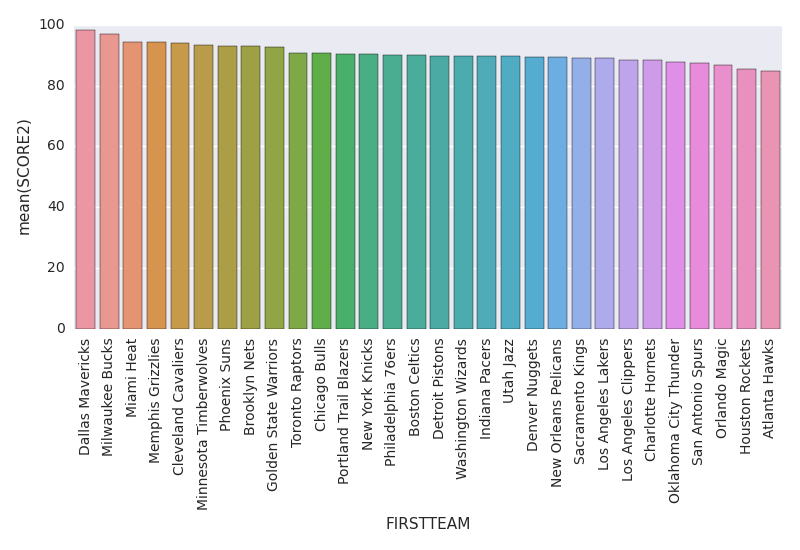 100
80
60
40
20
0
mean(SCORE2)
Dallas Mavericks
Milwaukee Bucks
Miami Heat
Memphis Grizzlies
Cleveland Cavaliers
Minnesota Timberwolves
Phoenix Suns
Brooklyn Nets
Golden State Warriors
Toronto Raptors
Chicago Bulls
Portland Trail Blazers
New York Knicks
Philadelphia 76ers
Boston Celtics
Detroit Pistons
Washington Wizards
Indiana Pacers
Utah Jazz
Denver Nuggets
New Orleans Pelicans
Sacramento Kings
Los Angeles Lakers
Los Angeles Clippers
Charlotte Hornets
Oklahoma City Thunder
San Antonio Spurs
Orlando Magic
Houston Rockets
Atlanta Hawks
FIRSTTEAM